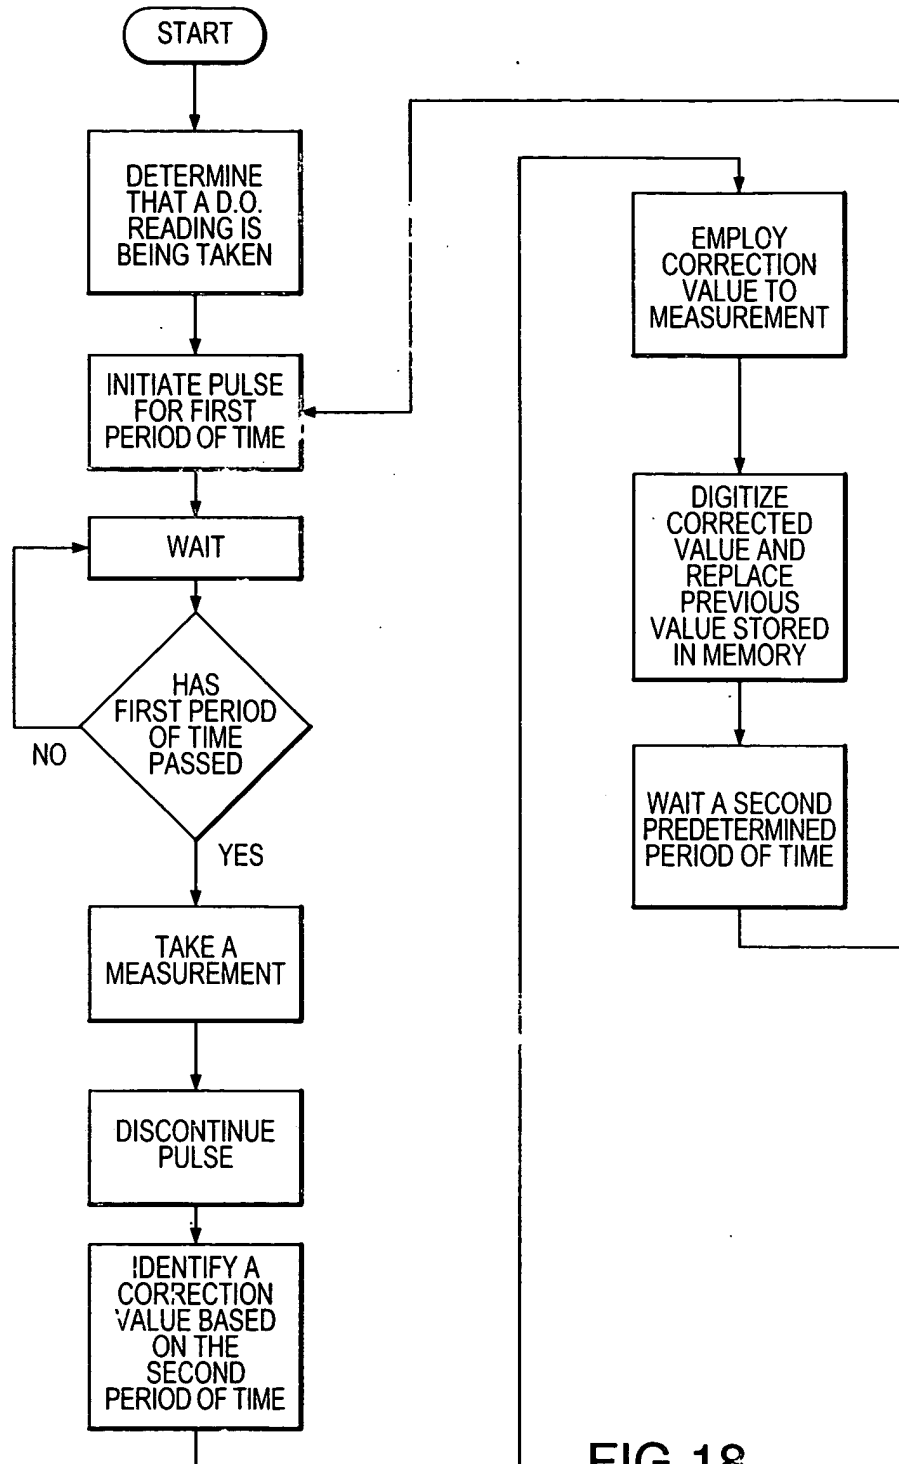 START
DETERMINE
THAT A D.O.
READING IS
BEING TAKEN
INITIATE PULSE
FOR FIRST
PERIOD OF TIME
WAIT
HAS
FIRST PERIOD
OF TIME
PASSED
NO
YES
TAKE A
MEASUREMENT
DISCONTINUE
PULSE
IDENTIFY A
CORRECTION
VALUE BASED
ON THE
SECOND
PERIOD OF TIME
EMPLOY
CORRECTION
VALUE TO
MEASUREMENT
DIGITIZE
CORRECTED
VALUE AND
REPLACE
PREVIOUS
VALUE STORED
IN MEMORY
WAIT A SECOND
PREDETERMINED
PERIOD OF TIME
FIG. 18